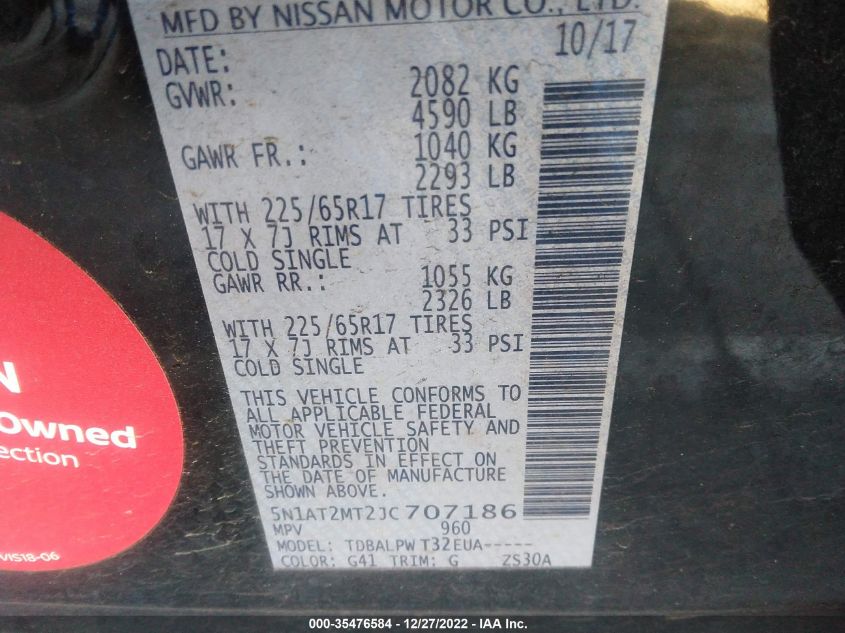 MFD BY NISSAN MOTOR CO., LTD.
DATE: 10/17
GVWR: 2082 KG
4590 LB
GAWR FR.: 1040 KG
2293 LB
WITH 225/65R17 TIRES
17 X 7J RIMS AT 33 PSI
COLD SINGLE
GAWR RR.: 1055 KG
2326 LB
WITH 225/65R17 TIRES
17 X 7J RIMS AT 33 PSI
COLD SINGLE
THIS VEHICLE CONFORMS TO
ALL APPLICABLE FEDERAL
MOTOR VEHICLE SAFETY AND
THEFT PREVENTION
STANDARDS IN EFFECT ON
THE DATE OF MANUFACTURE
SHOWN ABOVE.
5N1AT2MT2JC707186
MPV 960
MODEL: TDBALPW T32EUA-----
COLOR: G41 TRIM: G ZS30A
N
Owned
ection
VIS18-06
000-35476584 - 12/27/2022 - IAA Inc.